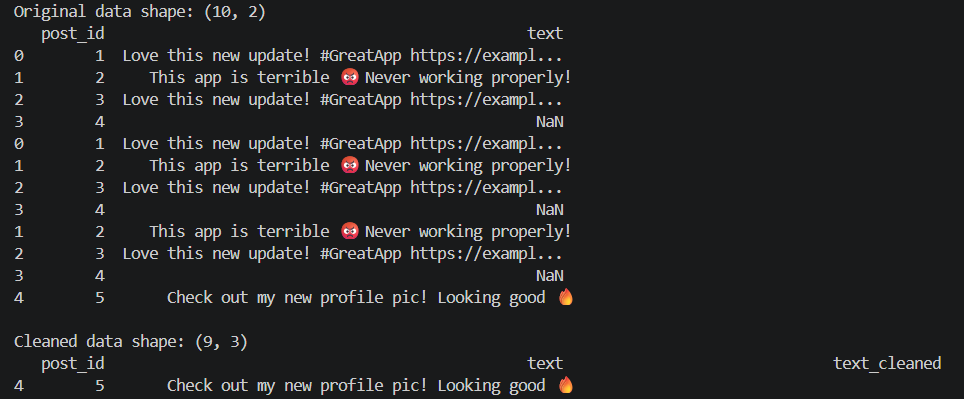 Original data shape: (10, 2)
post_id text
0 1 Love this new update! #GreatApp https://exampl...
1 2 This app is terrible 😡 Never working properly!
2 3 Love this new update! #GreatApp https://exampl...
3 4 NaN
0 1 Love this new update! #GreatApp https://exampl...
1 2 This app is terrible 😡 Never working properly!
2 3 Love this new update! #GreatApp https://exampl...
3 4 NaN
1 2 This app is terrible 😡 Never working properly!
2 3 Love this new update! #GreatApp https://exampl...
3 4 NaN
4 5 Check out my new profile pic! Looking good 🔥
Cleaned data shape: (9, 3)
post_id text text_cleaned
4 5 Check out my new profile pic! Looking good 🔥